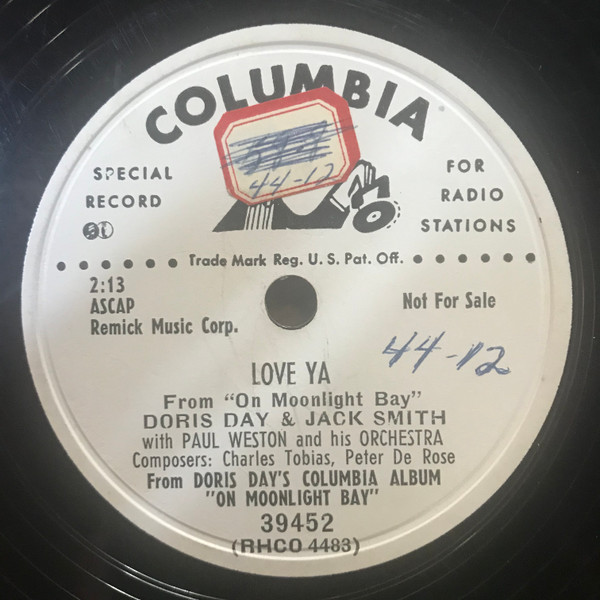 COLUMBIA
44-12
SPECIAL
RECORD
FOR
RADIO
STATIONS
Trade Mark Reg. U. S. Pat. Off.
2:13
ASCAP
Remick Music Corp.
Not For Sale
44-12
LOVE YA
From "On Moonlight Bay"
DORIS DAY & JACK SMITH
with PAUL WESTON and his ORCHESTRA
Composers: Charles Tobias, Peter De Rose
From DORIS DAY'S COLUMBIA ALBUM
"ON MOONLIGHT BAY"
39452
(RHCO 4483)